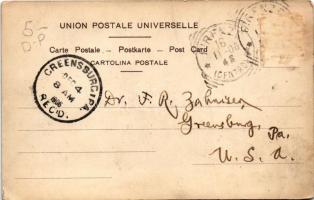 5-
UNION POSTALE UNIVERSELLE
Carte Postale - Postkarte - Post Card
CARTOLINA POSTALE
FIRENZE
GREENSBURG, PA.
DEC 4
8 AM
REC'D.
Dr. F. R. Zahniser
Greensburg,
Pa.
U. S. A.